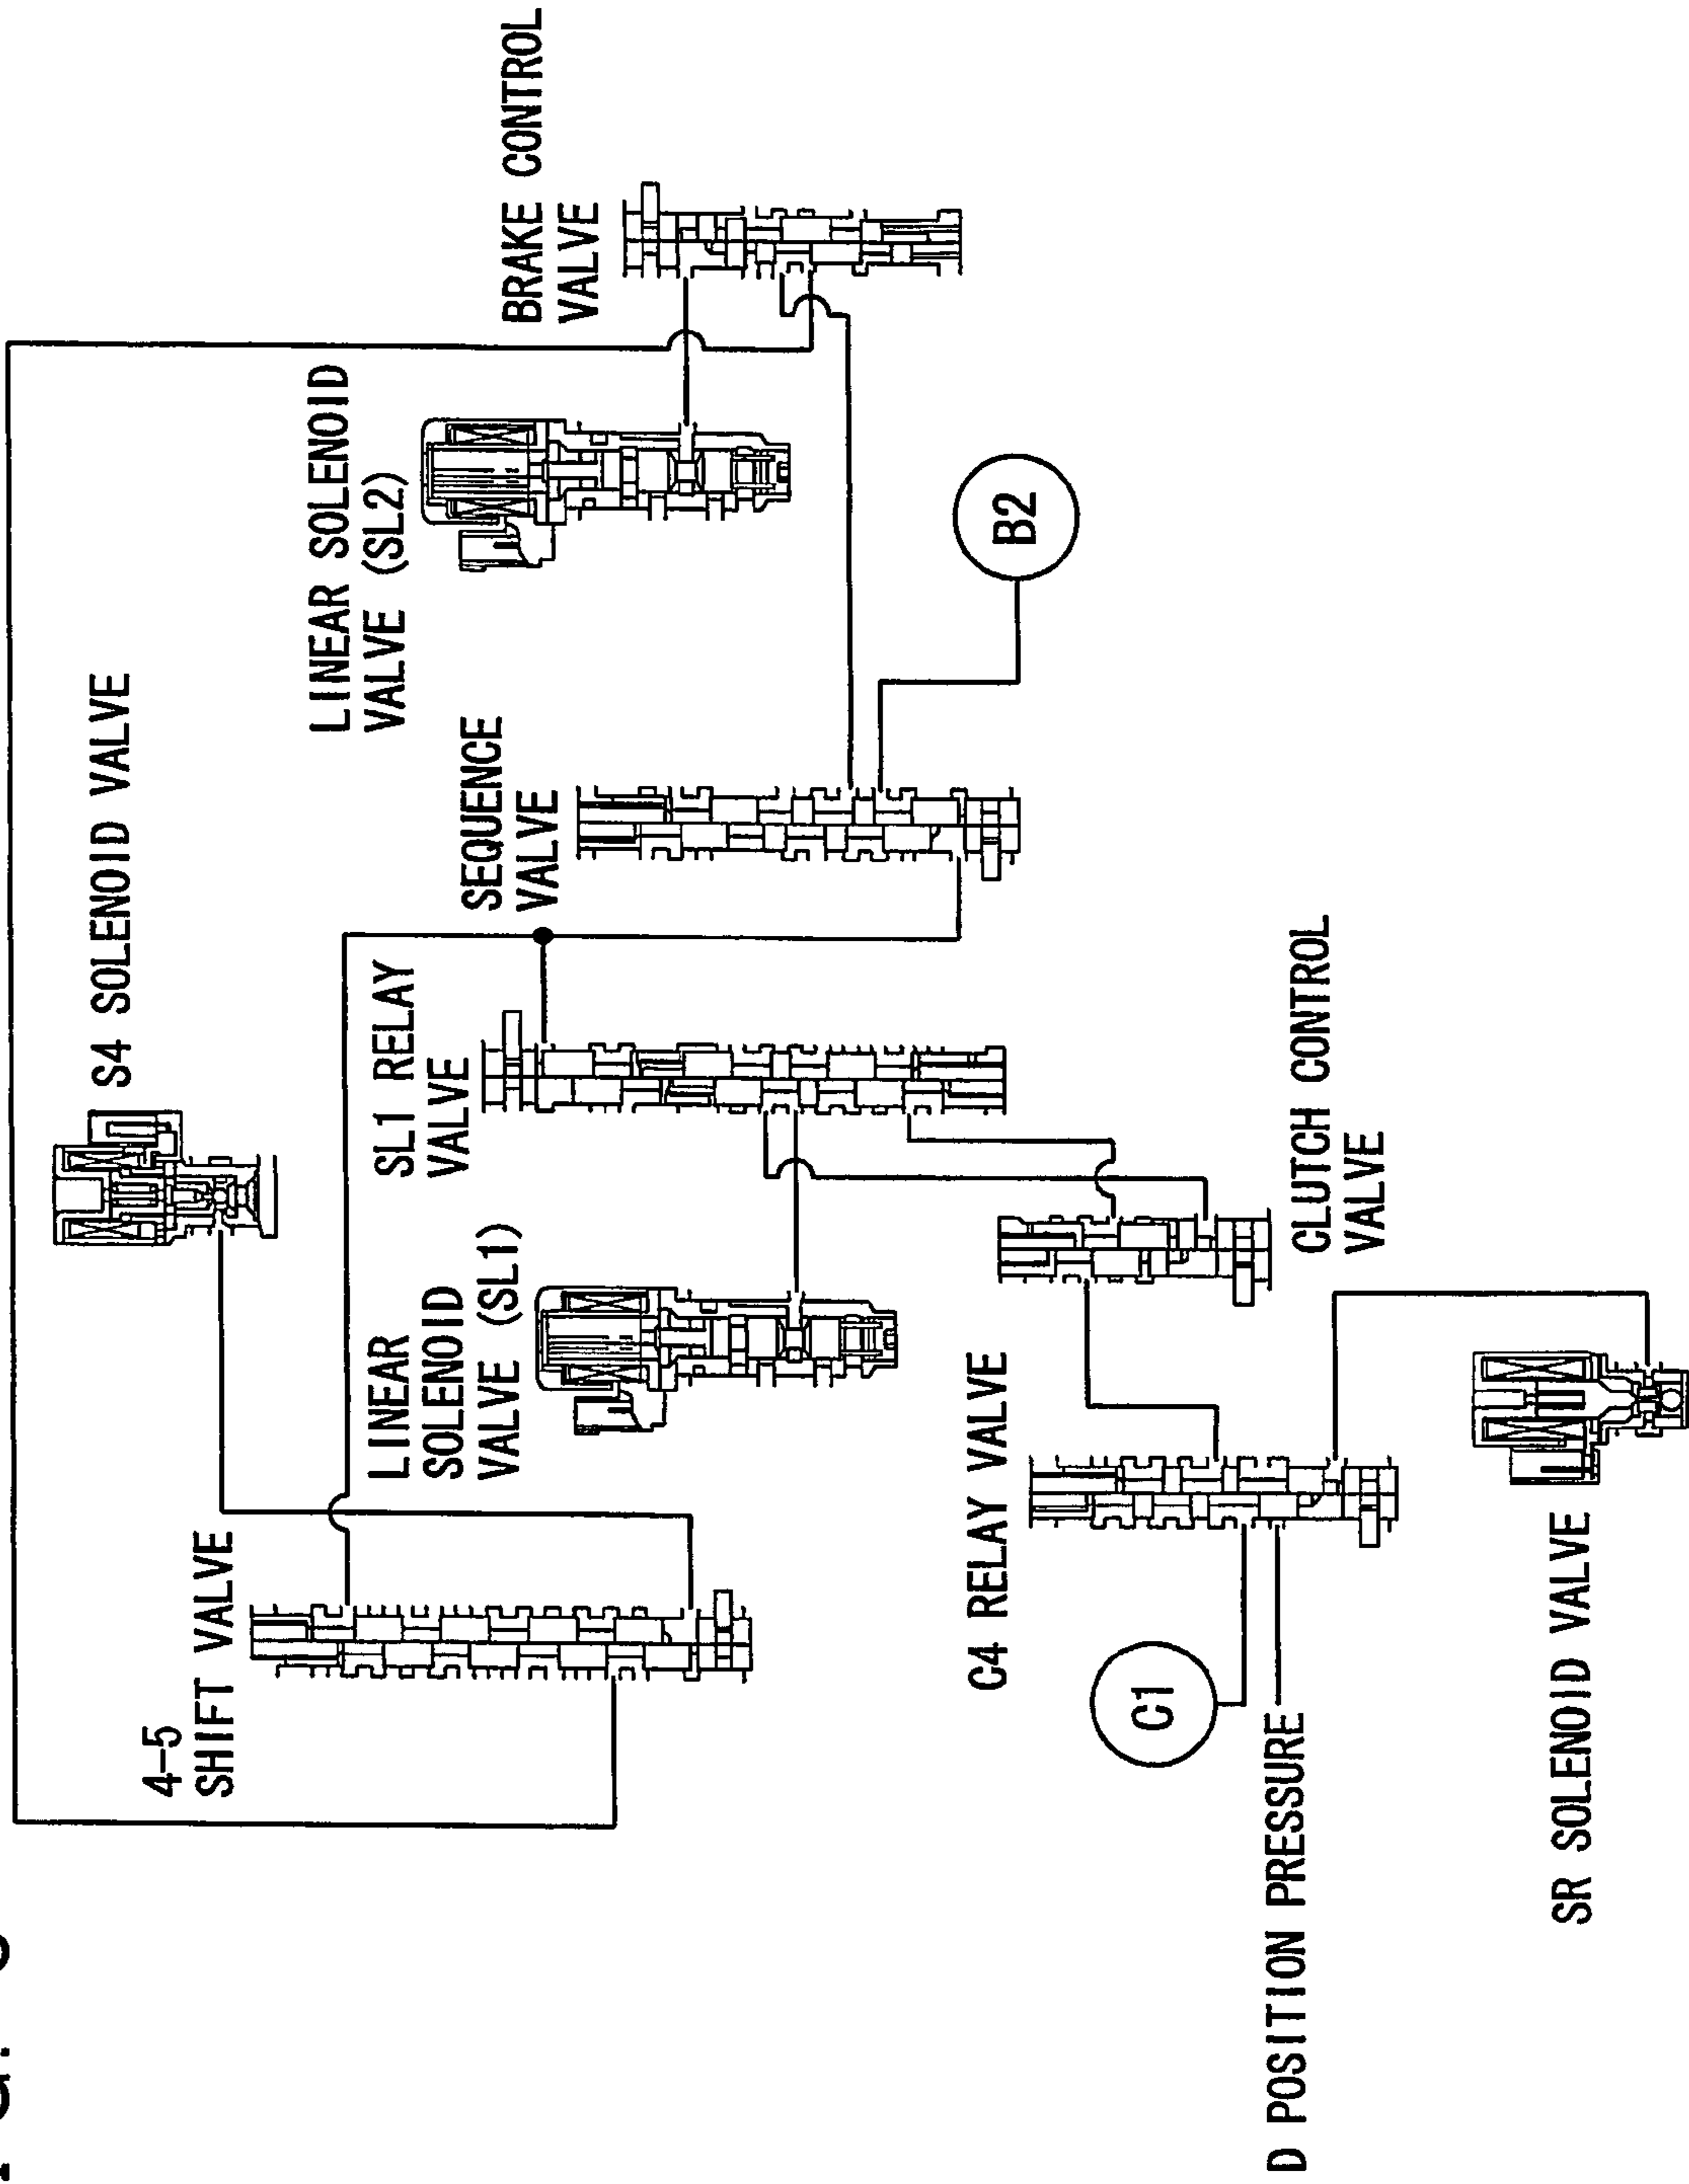 S4 SOLENOID VALVE
4-5
SHIFT VALVE
LINEAR SOLENOID
VALVE (SL2)
BRAKE CONTROL
VALVE
SL1 RELAY
VALVE
SEQUENCE
VALVE
LINEAR
SOLENOID
VALVE (SL1)
B2
C4 RELAY VALVE
C1
CLUTCH CONTROL
VALVE
D POSITION PRESSURE
SR SOLENOID VALVE